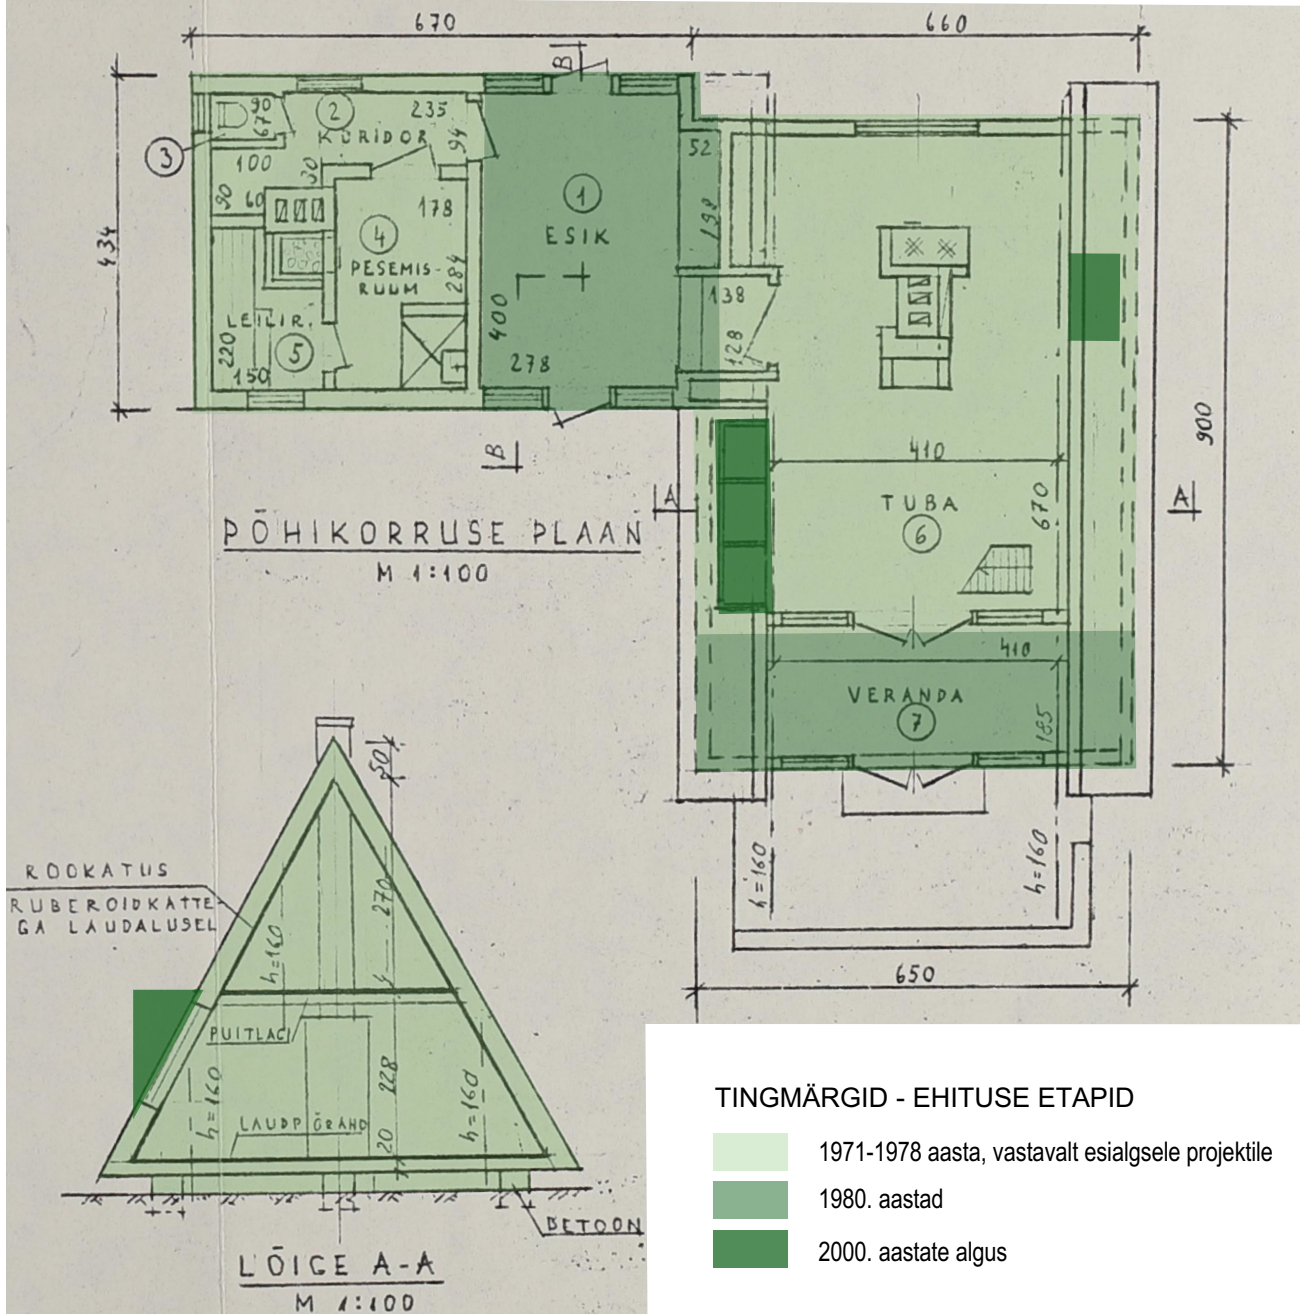 670
660
B
2
90
67
235
KORIDOR
94
3
100
30
90
60
178
4
PESEMIS-
RUUM
284
1
ESIK
52
198
434
400
138
128
LEILIR.
5
220
150
278
B
900
410
A
A
TUBA
6
670
PÕHIKORRUSE PLAAN
M 1:100
410
VERANDA
7
185
50
ROOKATUS
RUBEROIDKATTE
GA LAUDALUSEL
270
h=160
h=160
h=160
650
PUITLAGI
228
h=160
h=160
LAUDPÕRAND
20
BETOON
LÕIGE A-A
M 1:100
TINGMÄRGID - EHITUSE ETAPID
1971-1978 aasta, vastavalt esialgsele projektile
1980. aastad
2000. aastate algus